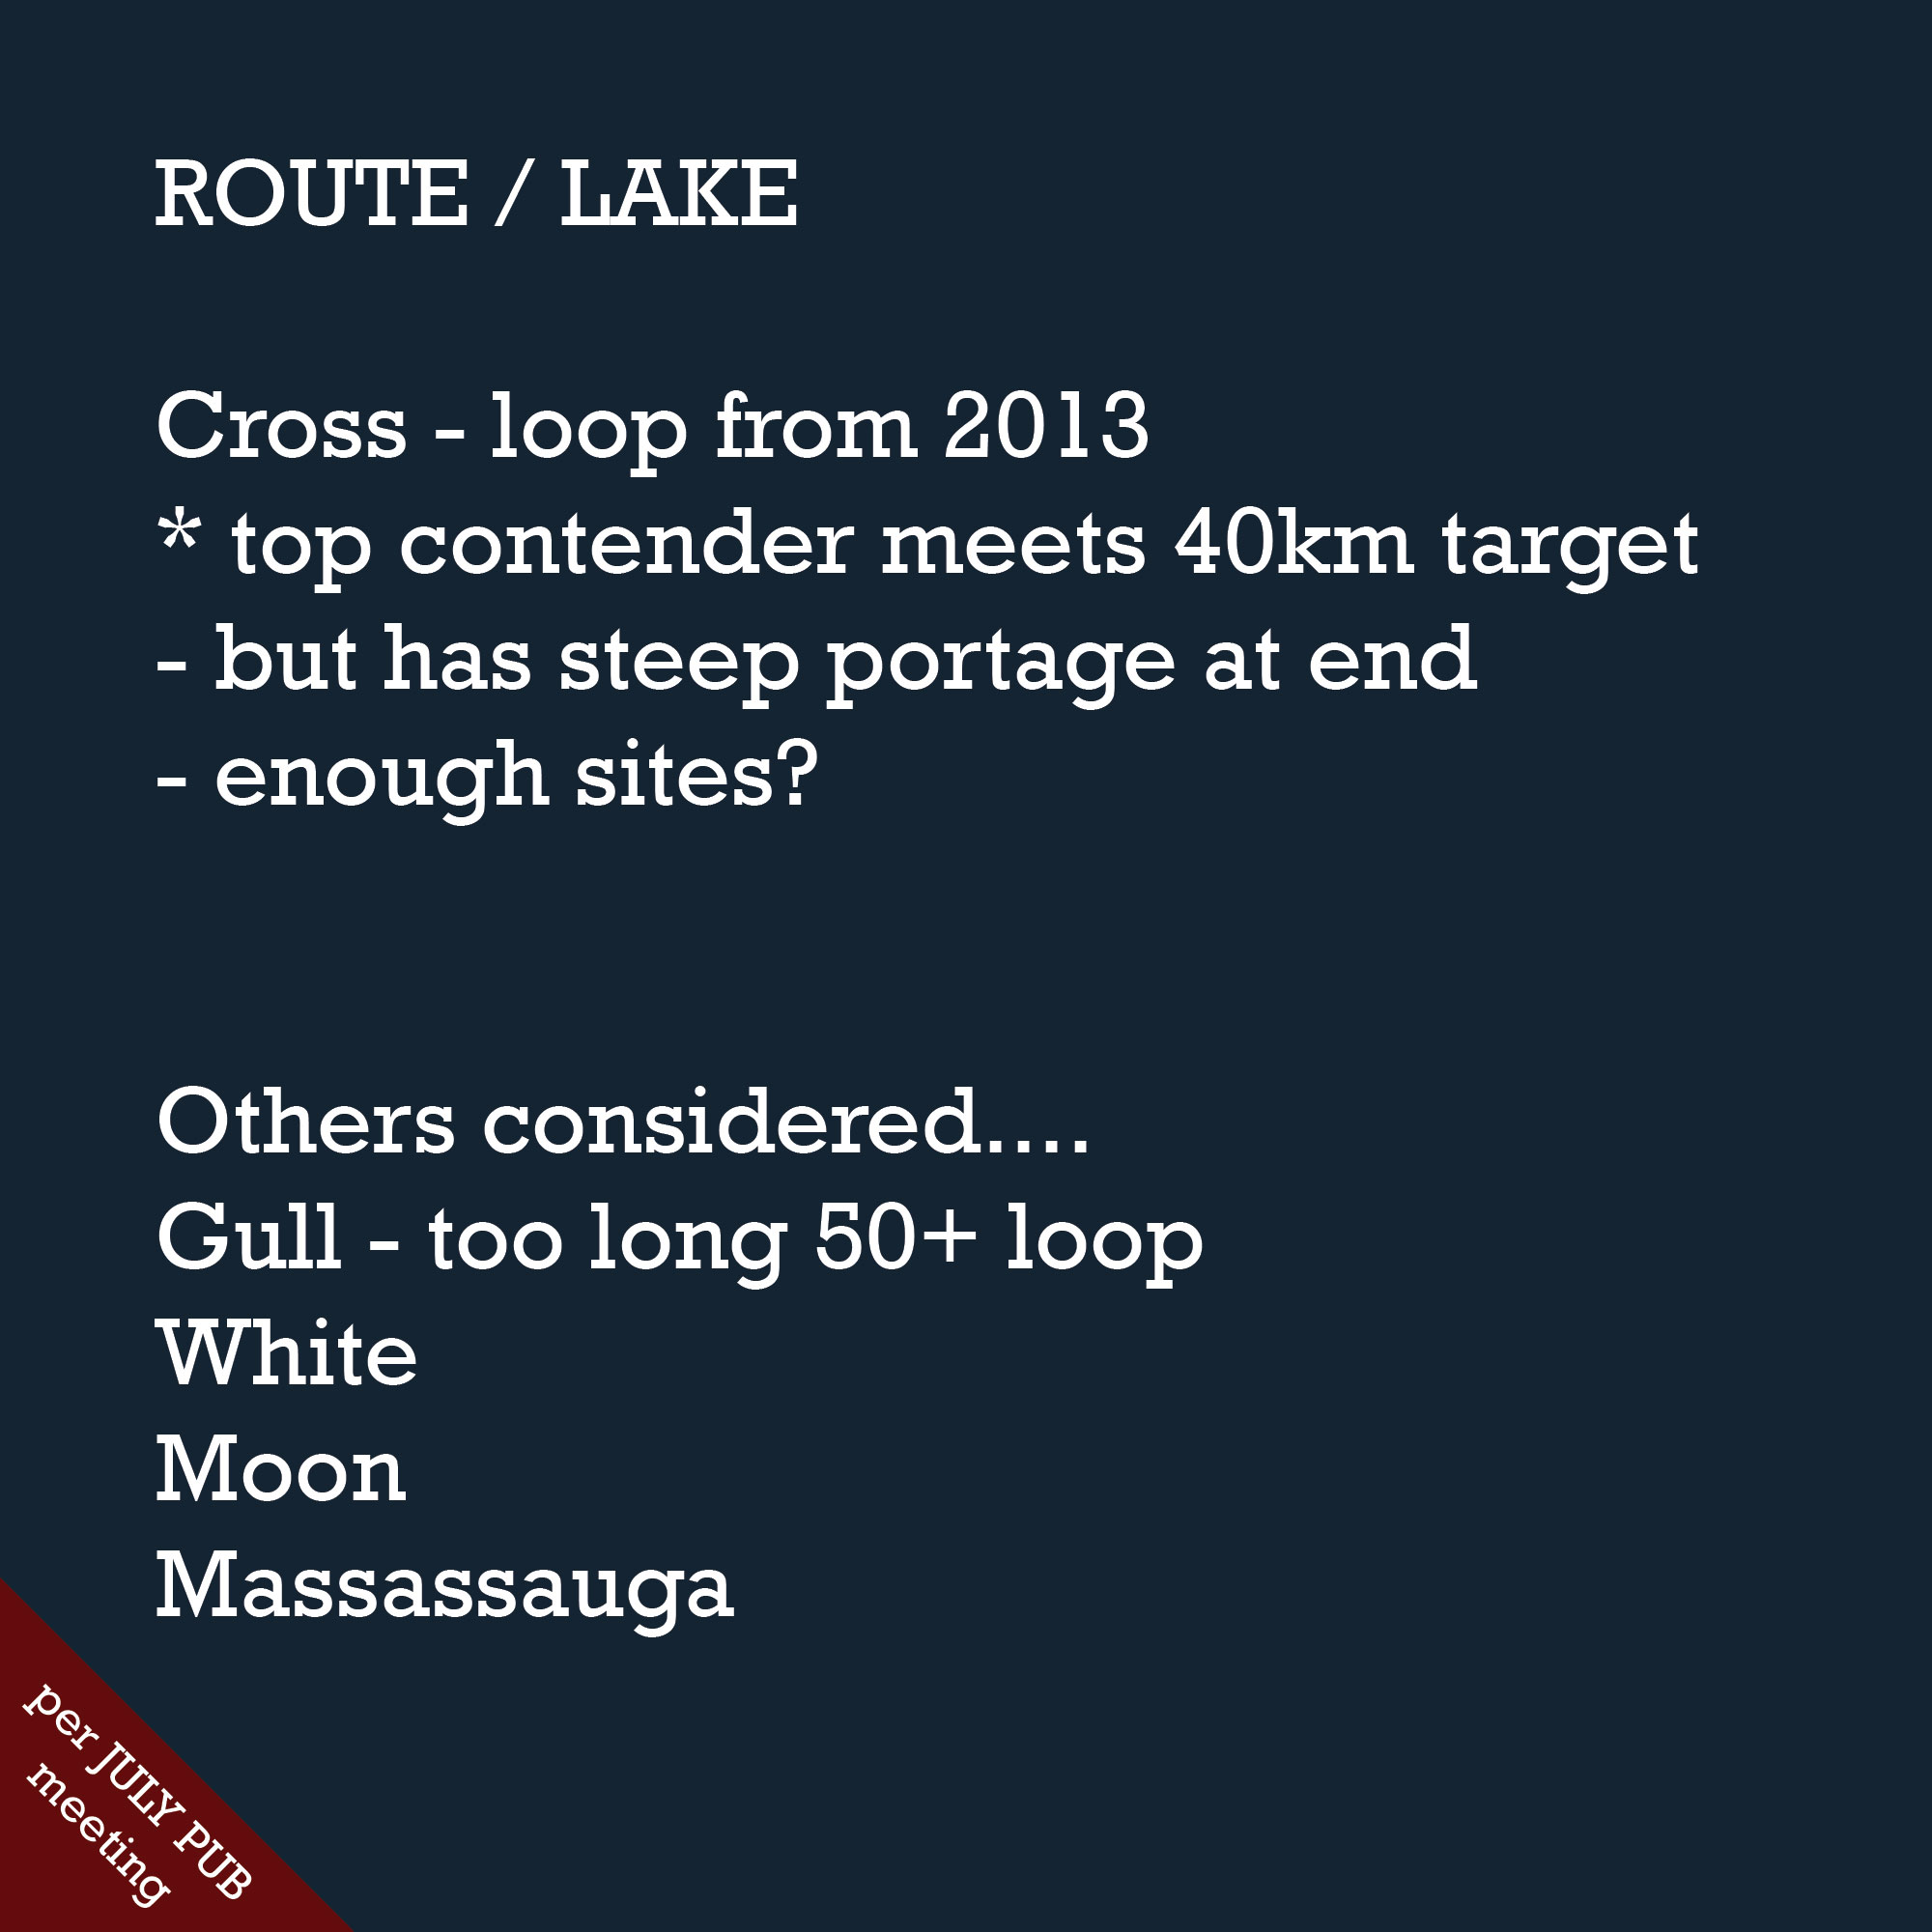 ROUTE / LAKE
Cross - loop from 2013
* top contender meets 40km target
- but has steep portage at end
- enough sites?
Others considered....
Gull - too long 50+ loop
White
Moon
Massassauga
per JULY PUB
meeting